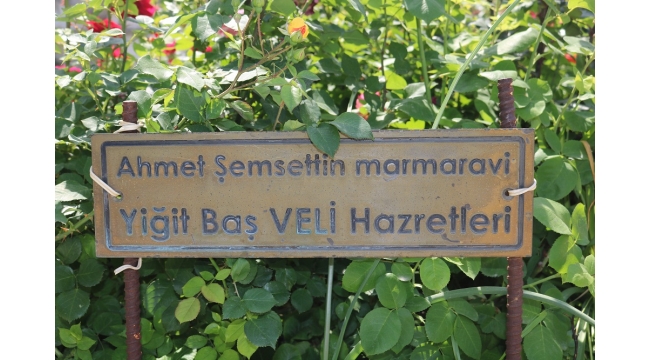 Ahmet Şemsettin marmaravi
Yiğit Baş VELİ Hazretleri